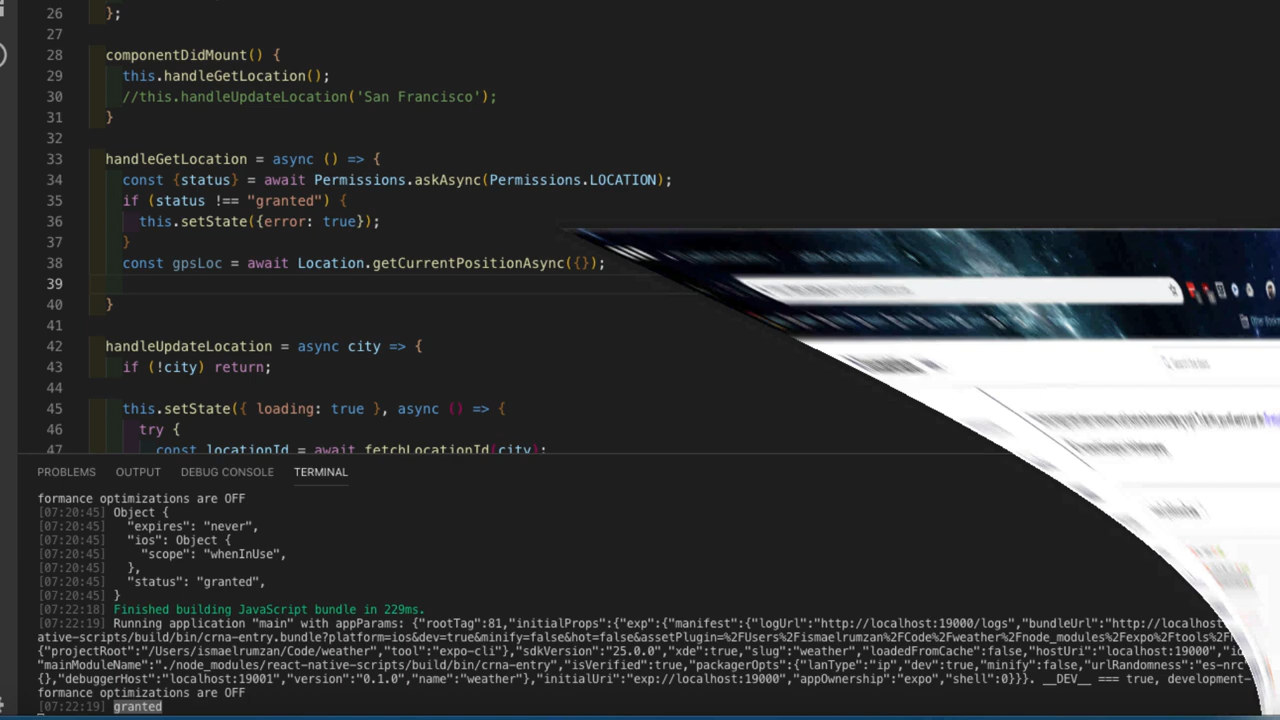 26 };
27
28 componentDidMount() {
29 this.handleGetLocation();
30 //this.handleUpdateLocation('San Francisco');
31 }
32
33 handleGetLocation = async () => {
34 const {status} = await Permissions.askAsync(Permissions.LOCATION);
35 if (status !== "granted") {
36 this.setState({error: true});
37 }
38 const gpsLoc = await Location.getCurrentPositionAsync({});
39
40 }
41
42 handleUpdateLocation = async city => {
43 if (!city) return;
44
45 this.setState({ loading: true }, async () => {
46 try {
47 const locationId = await fetchLocationId(city);
PROBLEMS OUTPUT DEBUG CONSOLE TERMINAL
formance optimizations are OFF
[07:20:45] Object {
[07:20:45] "expires": "never",
[07:20:45] "ios": Object {
[07:20:45] "scope": "whenInUse",
[07:20:45] },
[07:20:45] "status": "granted",
[07:20:45] }
[07:22:18] Finished building JavaScript bundle in 229ms.
[07:22:19] Running application "main" with appParams: {"rootTag":81,"initialProps":{"exp":{"manifest":{"logUrl":"http://localhost:19000/logs","bundleUrl":"http://localhost
ative-scripts/build/bin/crna-entry.bundle?platform=ios&dev=true&minify=false&hot=false&assetPlugin=%2FUsers%2Fismaelrumzan%2FCode%2Fweather%2Fnode_modules%2Fexpo%2Ftools%2F
{"projectRoot":"/Users/ismaelrumzan/Code/weather","tool":"expo-cli"},"sdkVersion":"25.0.0","xde":true,"slug":"weather","loadedFromCache":false,"hostUri":"localhost:19000","ic
"mainModuleName":"./node_modules/react-native-scripts/build/bin/crna-entry","isVerified":true,"packagerOpts":{"lanType":"ip","dev":true,"minify":false,"urlRandomness":"es-nrc
{},"debuggerHost":"localhost:19001","version":"0.1.0","name":"weather"},"initialUri":"exp://localhost:19000","appOwnership":"expo","shell":0}}}. __DEV__ === true, development-
formance optimizations are OFF
[07:22:19] granted